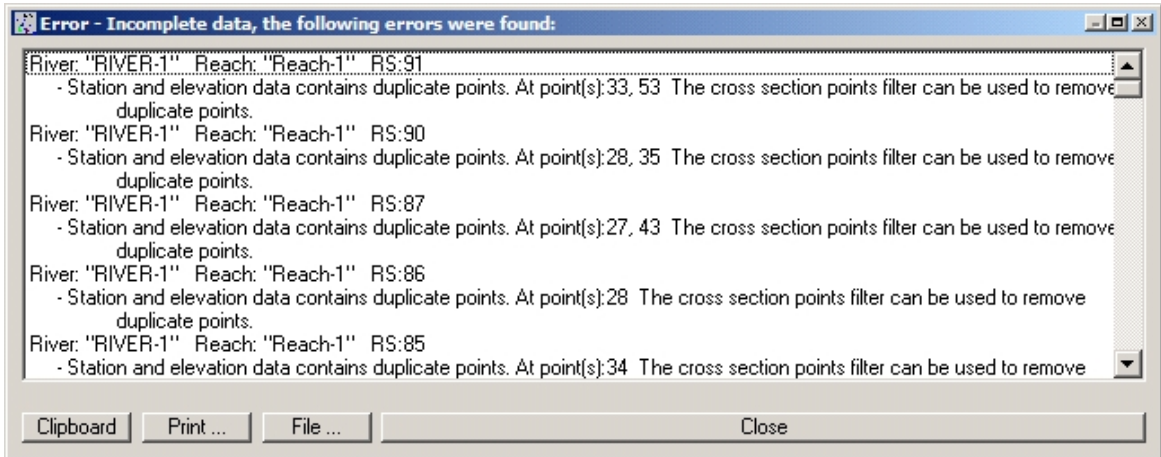 Error - Incomplete data, the following errors were found:
River: "RIVER-1" Reach: "Reach-1" RS:91
- Station and elevation data contains duplicate points. At point(s):33, 53 The cross section points filter can be used to remove
duplicate points.
River: "RIVER-1" Reach: "Reach-1" RS:90
- Station and elevation data contains duplicate points. At point(s):28, 35 The cross section points filter can be used to remove
duplicate points.
River: "RIVER-1" Reach: "Reach-1" RS:87
- Station and elevation data contains duplicate points. At point(s):27, 43 The cross section points filter can be used to remove
duplicate points.
River: "RIVER-1" Reach: "Reach-1" RS:86
- Station and elevation data contains duplicate points. At point(s):28 The cross section points filter can be used to remove
duplicate points.
River: "RIVER-1" Reach: "Reach-1" RS:85
- Station and elevation data contains duplicate points. At point(s):34 The cross section points filter can be used to remove
Clipboard Print ... File ... Close